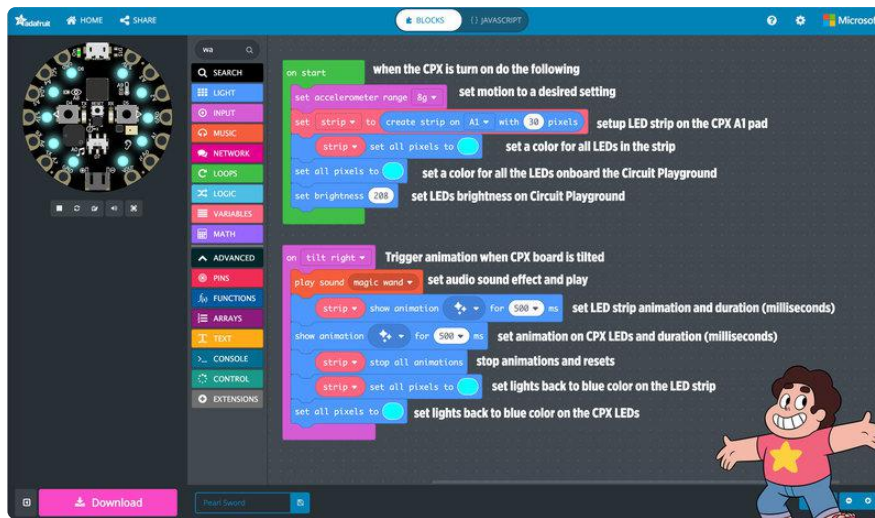 adafruit HOME SHARE BLOCKS {} JAVASCRIPT Microsoft
wa
SEARCH
LIGHT
INPUT
MUSIC
NETWORK
LOOPS
LOGIC
VARIABLES
MATH
ADVANCED
PINS
FUNCTIONS
ARRAYS
TEXT
CONSOLE
CONTROL
EXTENSIONS
on start when the CPX is turn on do the following
set accelerometer range 8g set motion to a desired setting
set strip to create strip on A1 with 30 pixels setup LED strip on the CPX A1 pad
strip set all pixels to set a color for all LEDs in the strip
set all pixels to set a color for all the LEDs onboard the Circuit Playground
set brightness 208 set LEDs brightness on Circuit Playground
on tilt right Trigger animation when CPX board is tilted
play sound magic wand set audio sound effect and play
strip show animation for 500 ms set LED strip animation and duration (milliseconds)
show animation for 500 ms set animation on CPX LEDs and duration (milliseconds)
strip stop all animations stop animations and resets
strip set all pixels to set lights back to blue color on the LED strip
set all pixels to set lights back to blue color on the CPX LEDs
Download
Pearl Sword